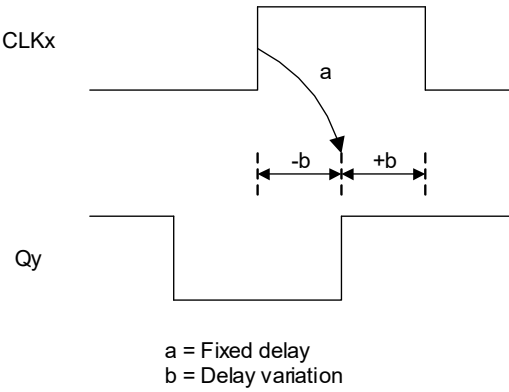 CLKx
a
-b
+b
Qy
a = Fixed delay
b = Delay variation